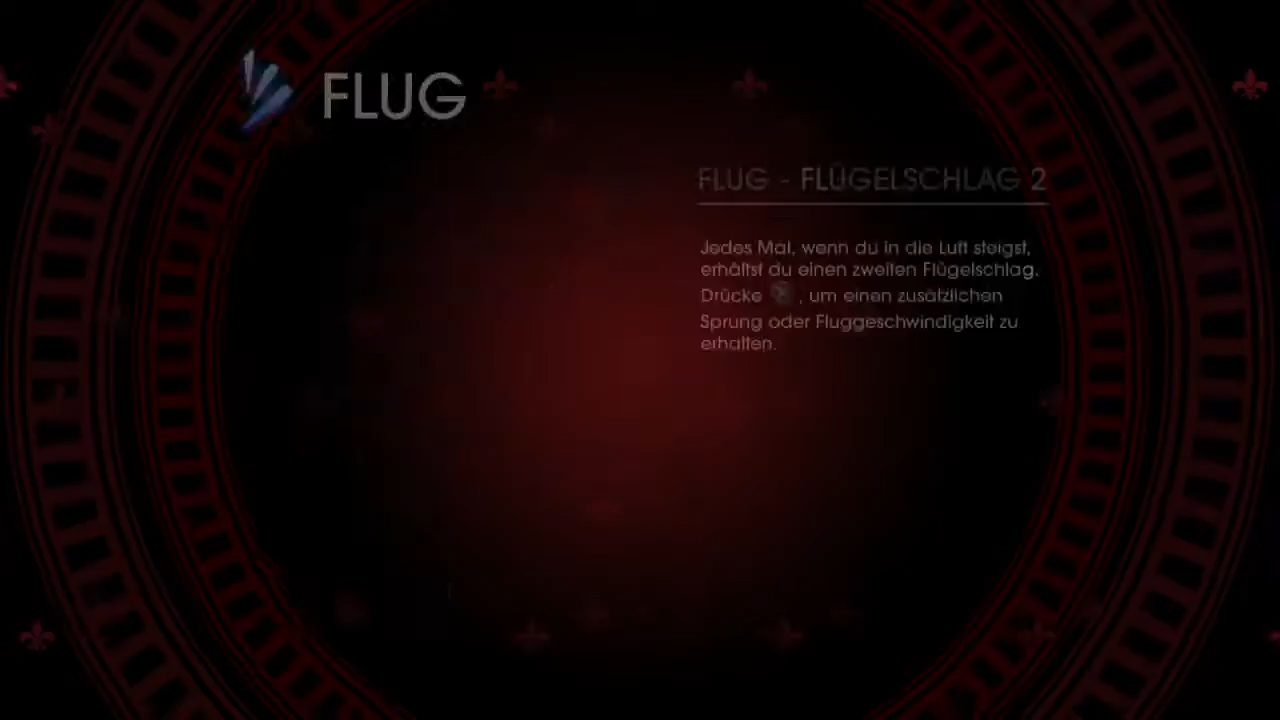 FLUG
FLUG - FLÜGELSCHLAG 2
Jedes Mal, wenn du in die Luft steigst,
erhältst du einen zweiten Flügelschlag.
Drücke , um einen zusätzlichen
Sprung oder Fluggeschwindigkeit zu
erhalten.